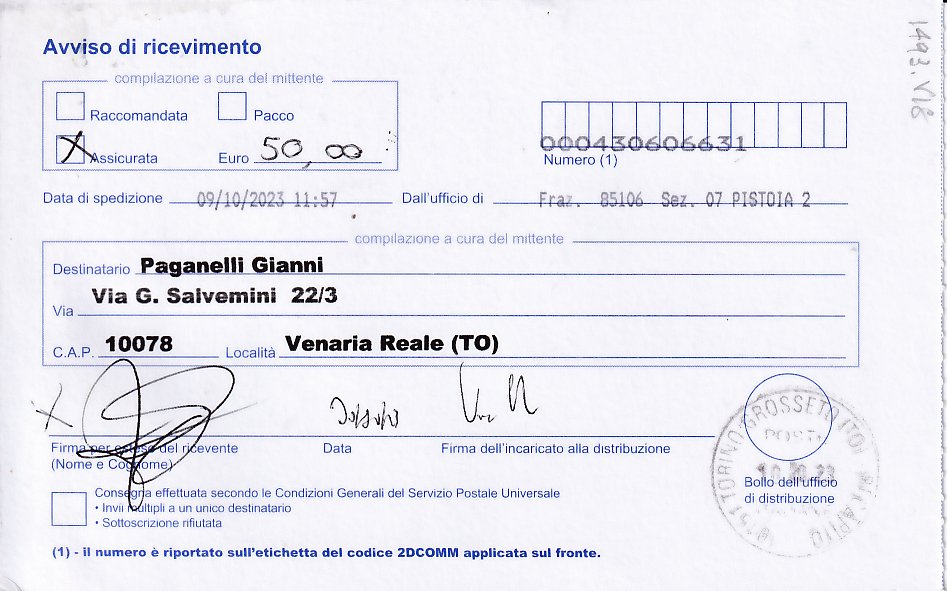 Avviso di ricevimento
compilazione a cura del mittente
Raccomandata
Pacco
X Assicurata
Euro 50,00
000430606631
Numero (1)
Data di spedizione 09/10/2023 11:57 Dall'ufficio di Fraz. 85106 Sez. 07 PISTOIA 2
compilazione a cura del mittente
Destinatario Paganelli Gianni
Via Via G. Salvemini 22/3
C.A.P. 10078 Località Venaria Reale (TO)
X
Firma per esteso del ricevente
(Nome e Cognome)
Data
Firma dell'incaricato alla distribuzione
Bollo dell'ufficio
di distribuzione
Consegna effettuata secondo le Condizioni Generali del Servizio Postale Universale
• Invii multipli a un unico destinatario
• Sottoscrizione rifiutata
(1) - il numero è riportato sull'etichetta del codice 2DCOMM applicata sul fronte.
1493.V18